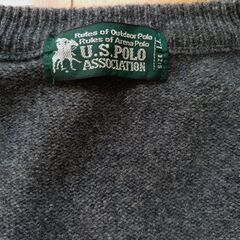 Rules of Outdoor Polo
Rules of Arena Polo
U.S. POLO
ASSOCIATION